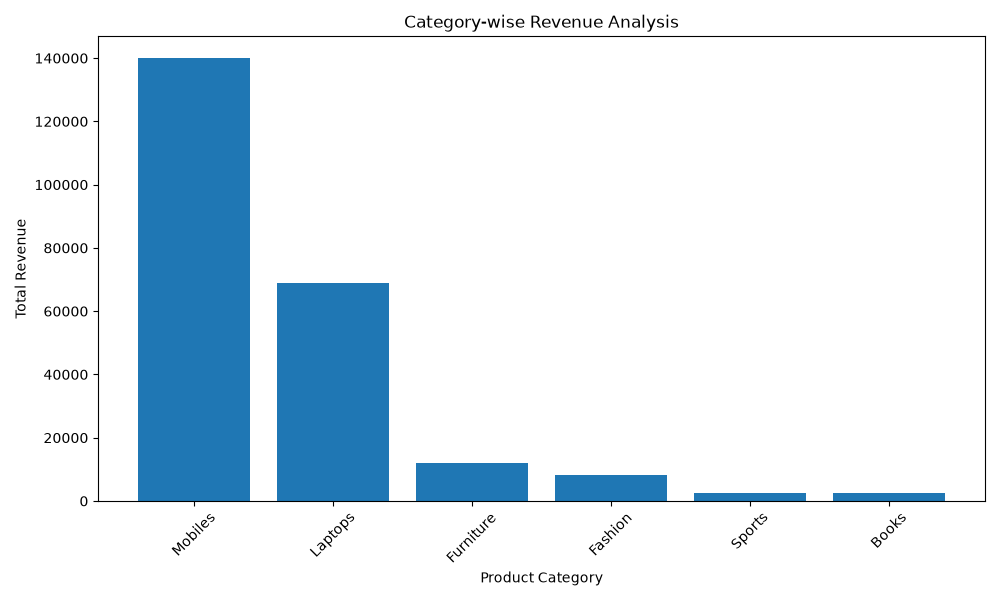 Category-wise Revenue Analysis
Total Revenue
140000
120000
100000
80000
60000
40000
20000
0
Mobiles
Laptops
Furniture
Fashion
Sports
Books
Product Category